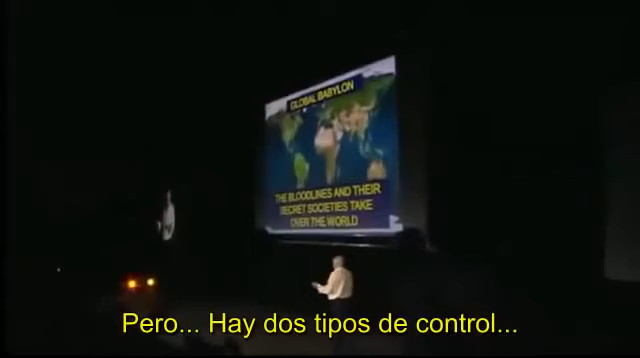 GLOBAL BABYLON
THE BLOODLINES AND THEIR
SECRET SOCIETIES TAKE
OVER THE WORLD
Pero... Hay dos tipos de control...